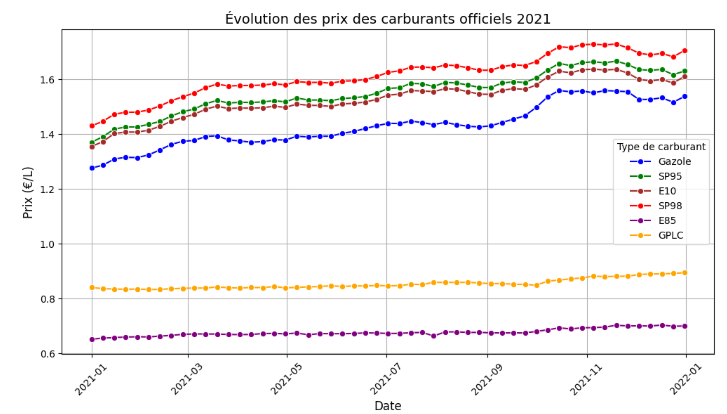 Évolution des prix des carburants officiels 2021
Prix (€/L)
1.6
1.4
1.2
1.0
0.8
0.6
Type de carburant
Gazole
SP95
E10
SP98
E85
GPLC
2021-01
2021-03
2021-05
2021-07
2021-09
2021-11
2022-01
Date